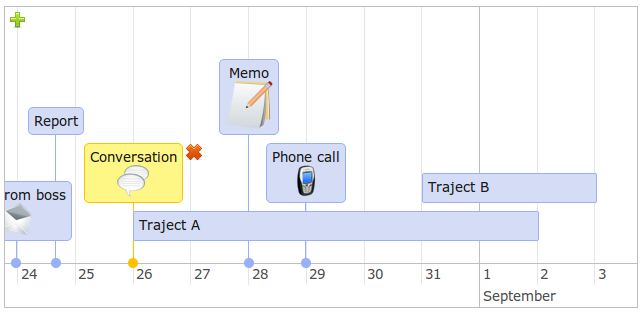 Memo
Report
Conversation
Phone call
rom boss
Traject B
Traject A
24 25 26 27 28 29 30 31 1 2 3
September